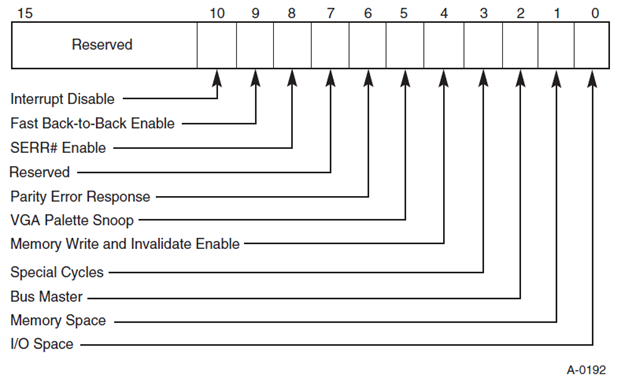 15 10 9 8 7 6 5 4 3 2 1 0
Reserved
Interrupt Disable
Fast Back-to-Back Enable
SERR# Enable
Reserved
Parity Error Response
VGA Palette Snoop
Memory Write and Invalidate Enable
Special Cycles
Bus Master
Memory Space
I/O Space
A-0192